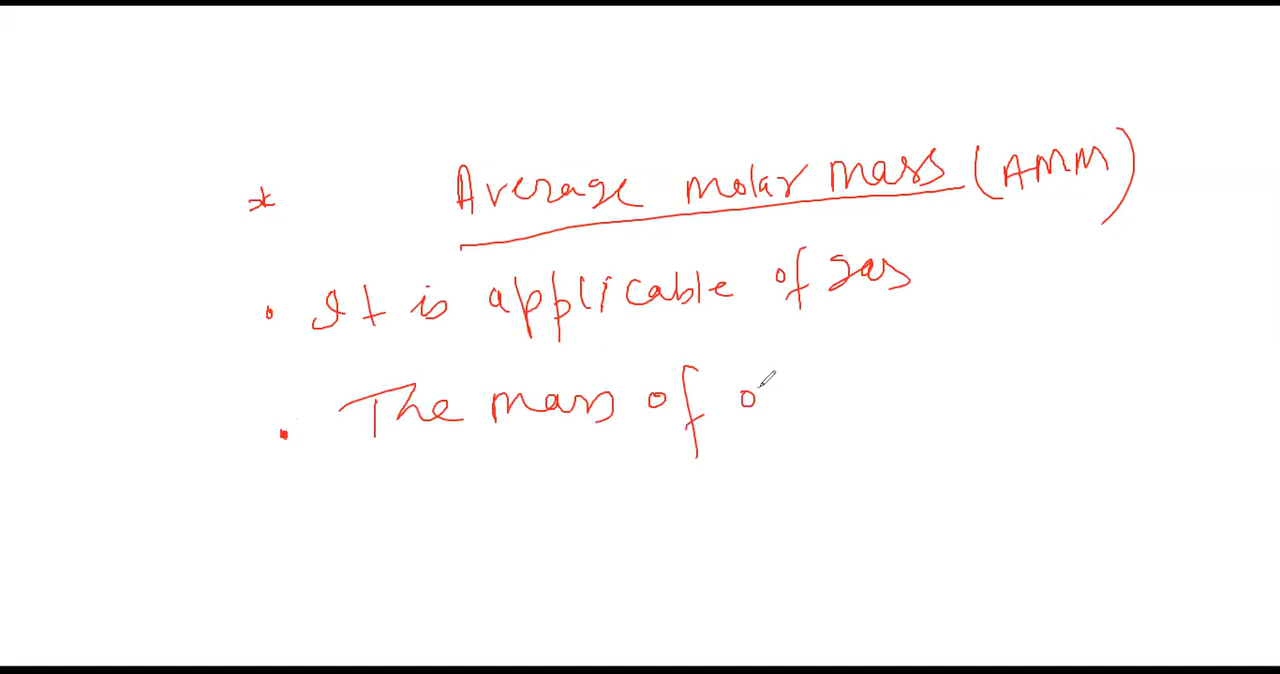 * Average molar mass (AMM)
• It is applicable of gas
• The mass of o